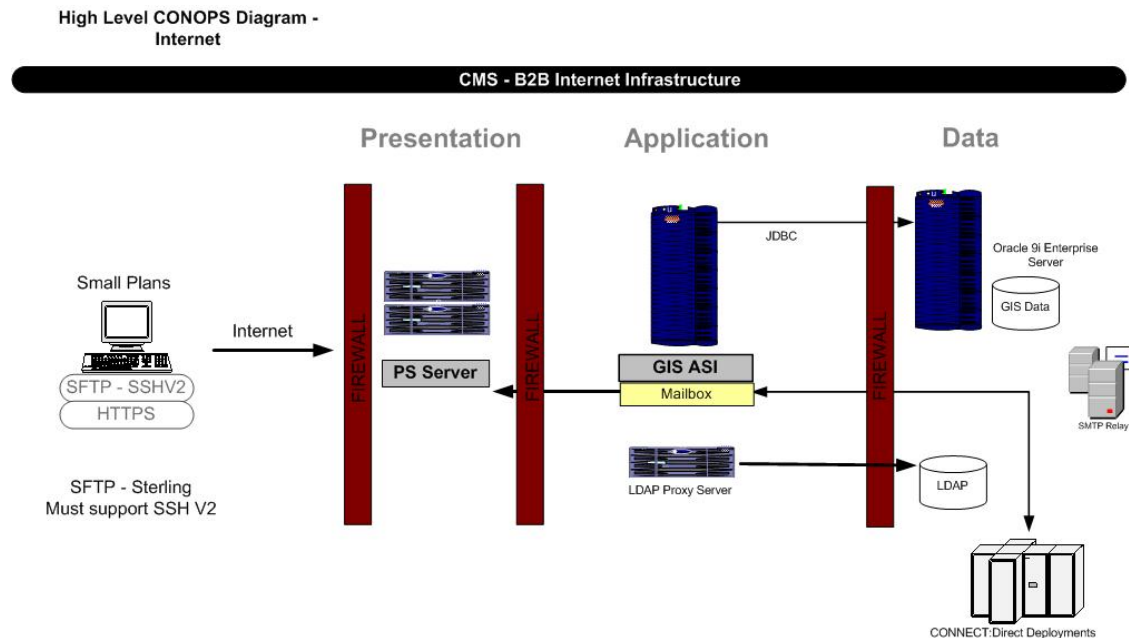 High Level CONOPS Diagram -
Internet
CMS - B2B Internet Infrastructure
Presentation
Application
Data
FIREWALL
FIREWALL
FIREWALL
JDBC
Oracle 9i Enterprise
Server
GIS Data
Small Plans
Internet
SFTP - SSHV2
HTTPS
PS Server
GIS ASI
Mailbox
SMTP Relay
SFTP - Sterling
Must support SSH V2
LDAP Proxy Server
LDAP
CONNECT:Direct Deployments